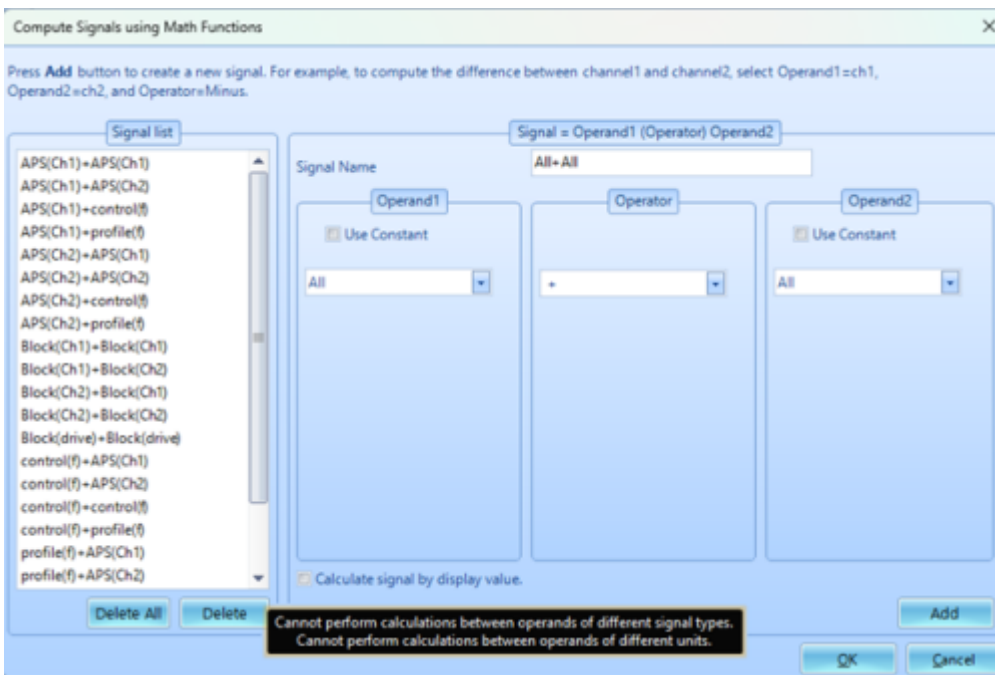 Compute Signals using Math Functions
Press Add button to create a new signal. For example, to compute the difference between channel1 and channel2, select Operand1=ch1,
Operand2=ch2, and Operator=Minus.
Signal list
APS(Ch1)+APS(Ch1)
APS(Ch1)+APS(Ch2)
APS(Ch1)+control(f)
APS(Ch1)+profile(f)
APS(Ch2)+APS(Ch1)
APS(Ch2)+APS(Ch2)
APS(Ch2)+control(f)
APS(Ch2)+profile(f)
Block(Ch1)+Block(Ch1)
Block(Ch1)+Block(Ch2)
Block(Ch2)+Block(Ch1)
Block(Ch2)+Block(Ch2)
Block(drive)+Block(drive)
control(f)+APS(Ch1)
control(f)+APS(Ch2)
control(f)+control(f)
control(f)+profile(f)
profile(f)+APS(Ch1)
profile(f)+APS(Ch2)
Delete All
Delete
Signal = Operand1 (Operator) Operand2
Signal Name
All+All
Operand1
Use Constant
All
Operator
+
Operand2
Use Constant
All
Calculate signal by display value.
Cannot perform calculations between operands of different signal types.
Cannot perform calculations between operands of different units.
Add
OK
Cancel